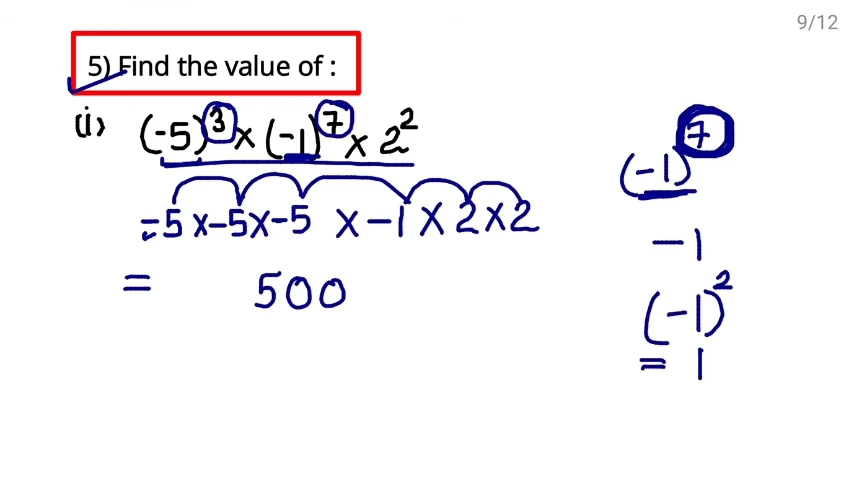 9/12
5) Find the value of :
(i) (-5)³ × (-1)⁷ × 2²
= -5 × -5 × -5 × -1 × 2 × 2
= 500
(-1)⁷
-1
(-1)²
= 1